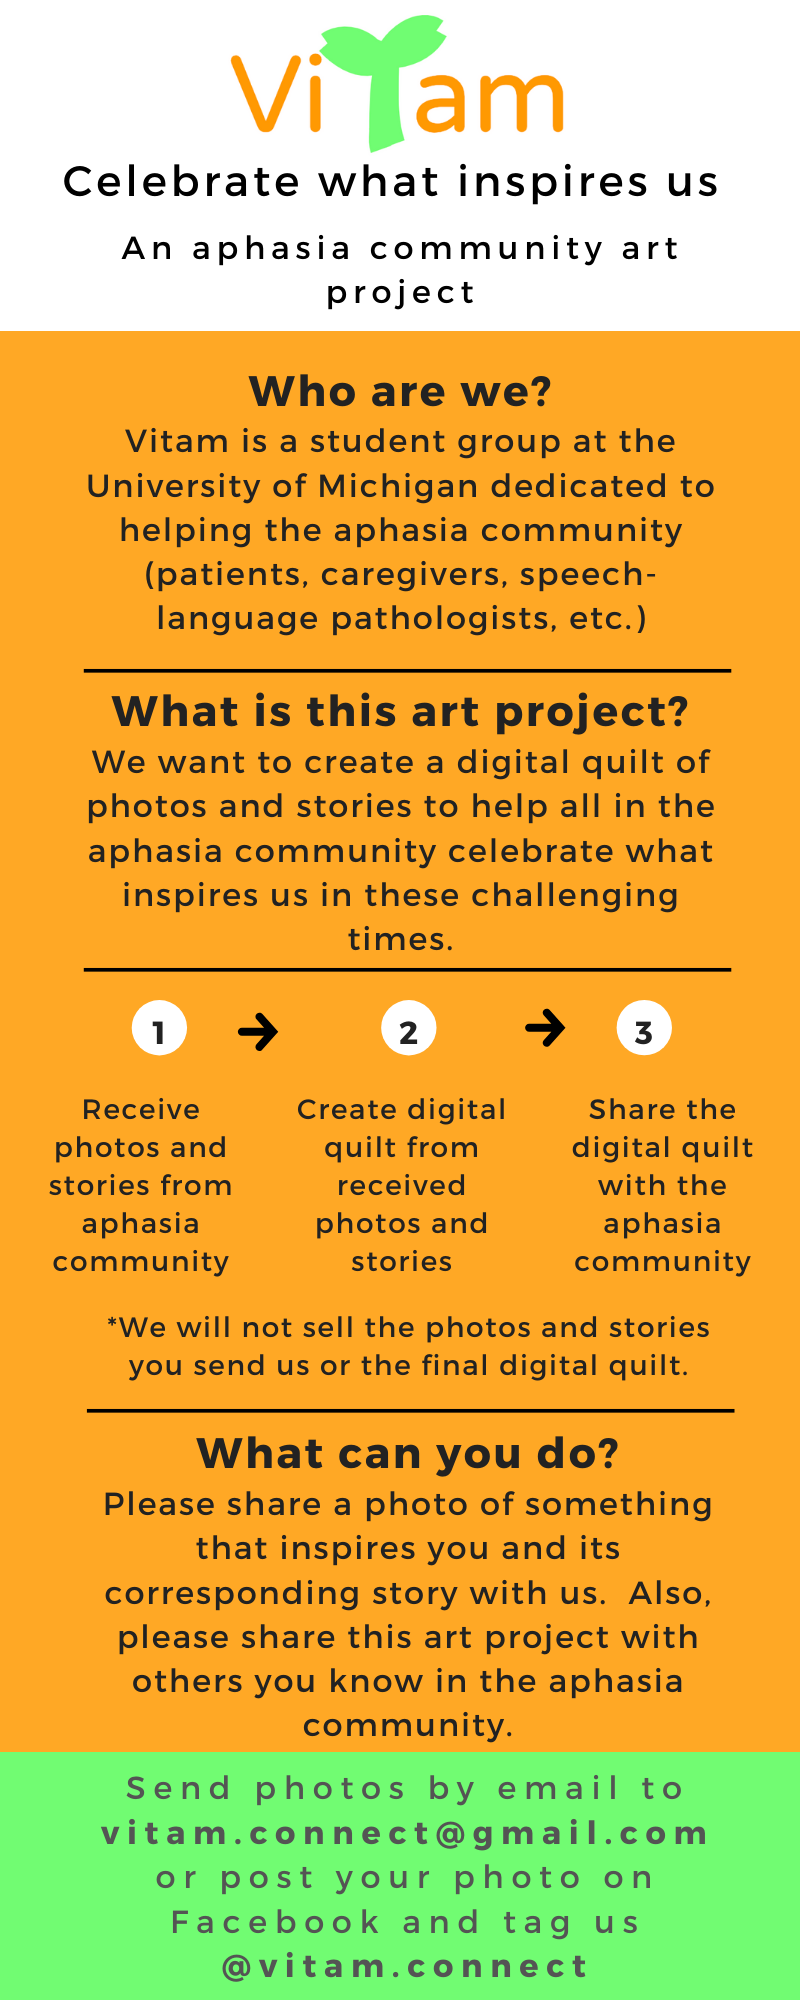 ViTam
Celebrate what inspires us
An aphasia community art
project
Who are we?
Vitam is a student group at the
University of Michigan dedicated to
helping the aphasia community
(patients, caregivers, speech-
language pathologists, etc.)
What is this art project?
We want to create a digital quilt of
photos and stories to help all in the
aphasia community celebrate what
inspires us in these challenging
times.
1
Receive
photos and
stories from
aphasia
community
2
Create digital
quilt from
received
photos and
stories
3
Share the
digital quilt
with the
aphasia
community
*We will not sell the photos and stories
you send us or the final digital quilt.
What can you do?
Please share a photo of something
that inspires you and its
corresponding story with us.  Also,
please share this art project with
others you know in the aphasia
community.
Send photos by email to
vitam.connect@gmail.com
or post your photo on
Facebook and tag us
@vitam.connect